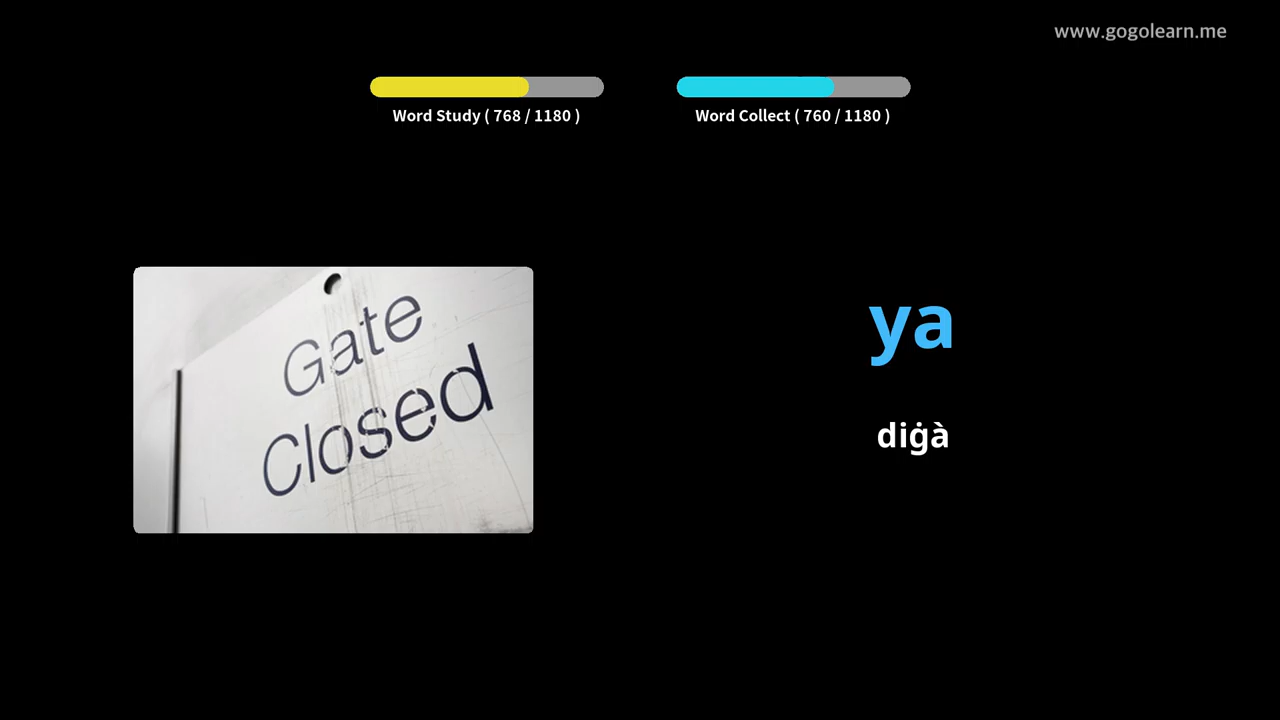 www.gogolearn.me
Word Study ( 768 / 1180 )
Word Collect ( 760 / 1180 )
Gate
Closed
ya
diġà